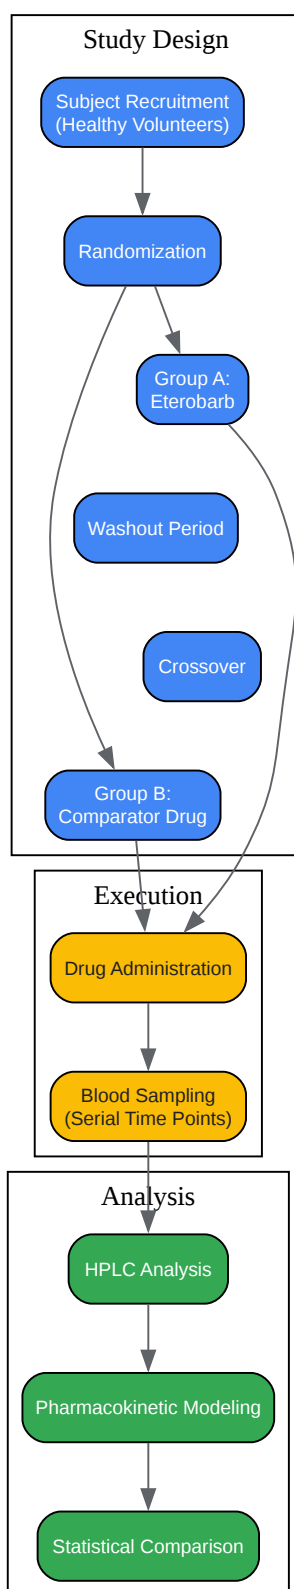 Study Design
Subject Recruitment
(Healthy Volunteers)
Randomization
Group A:
Eterobarb
Washout Period
Crossover
Group B:
Comparator Drug
Execution
Drug Administration
Blood Sampling
(Serial Time Points)
Analysis
HPLC Analysis
Pharmacokinetic Modeling
Statistical Comparison